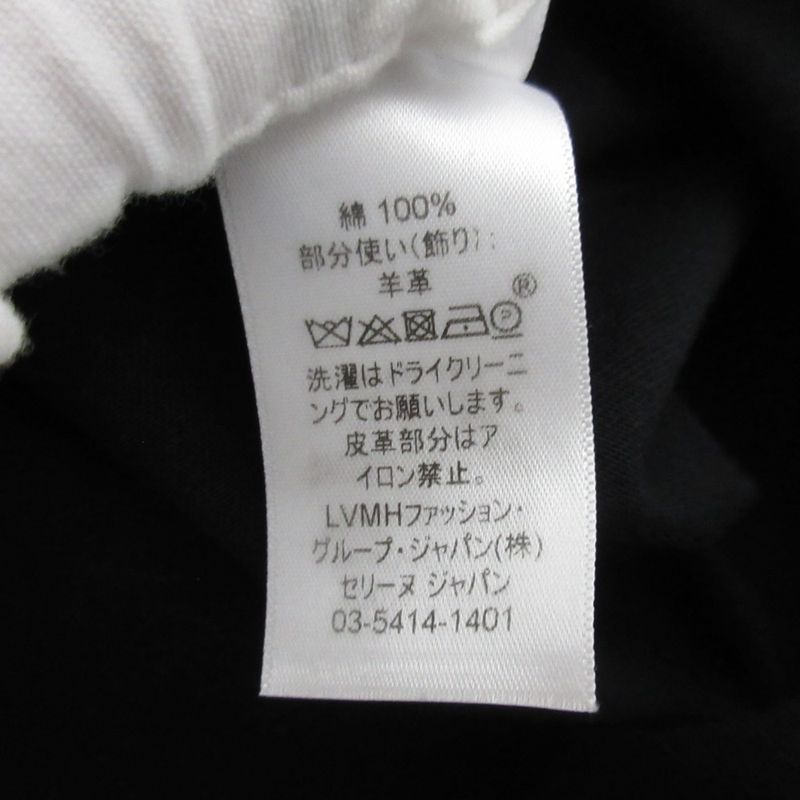 綿 100%
部分使い(飾り):
羊革
®
P
洗濯はドライクリーニ
ングでお願いします。
皮革部分はア
イロン禁止。
LVMHファッション・
グループ・ジャパン(株)
セリーヌ ジャパン
03-5414-1401